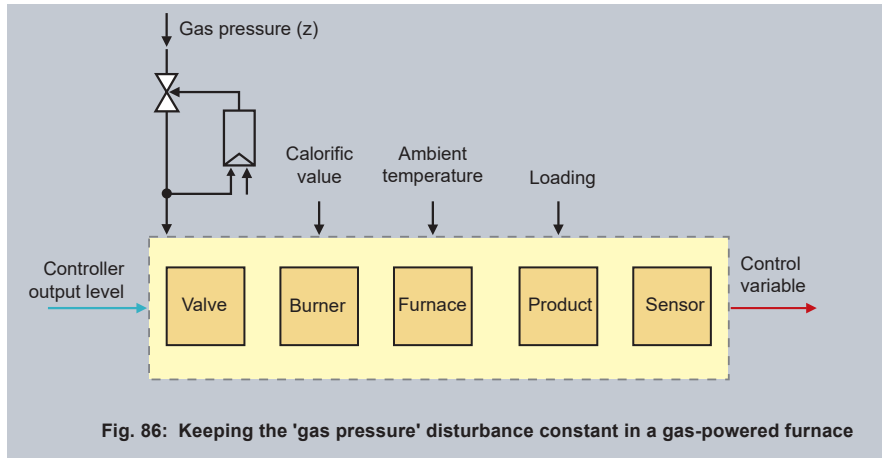 Gas pressure (z)
Calorific
value
Ambient
temperature
Loading
Controller
output level
Valve
Burner
Furnace
Product
Sensor
Control
variable
Fig. 86: Keeping the 'gas pressure' disturbance constant in a gas-powered furnace